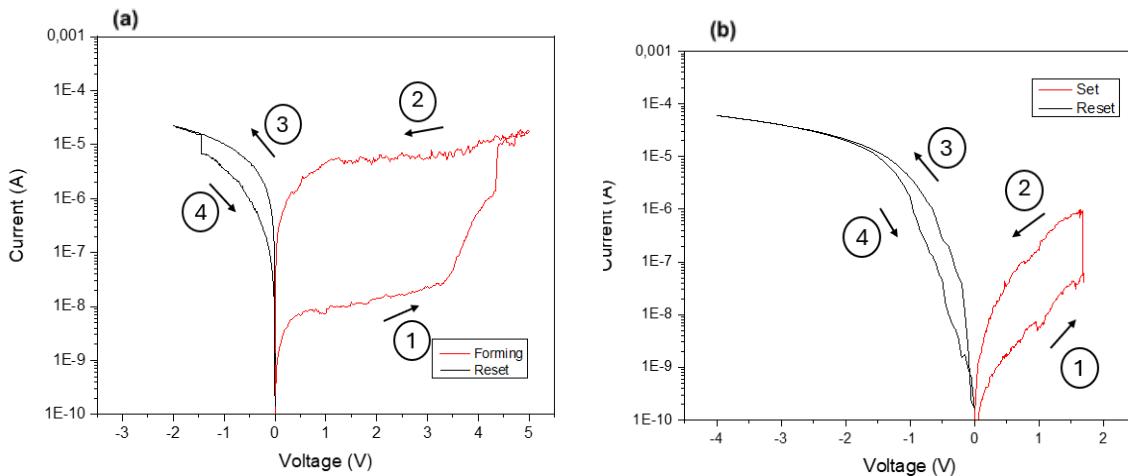 (a)
0,001
1E-4
1E-5
1E-6
1E-7
1E-8
1E-9
1E-10
Current (A)
-3 -2 -1 0 1 2 3 4 5
Voltage (V)
1
2
3
4
Forming
Reset
(b)
0,001
1E-4
1E-5
1E-6
1E-7
1E-8
1E-9
1E-10
Current (A)
-4 -3 -2 -1 0 1 2
Voltage (V)
1
2
3
4
Set
Reset